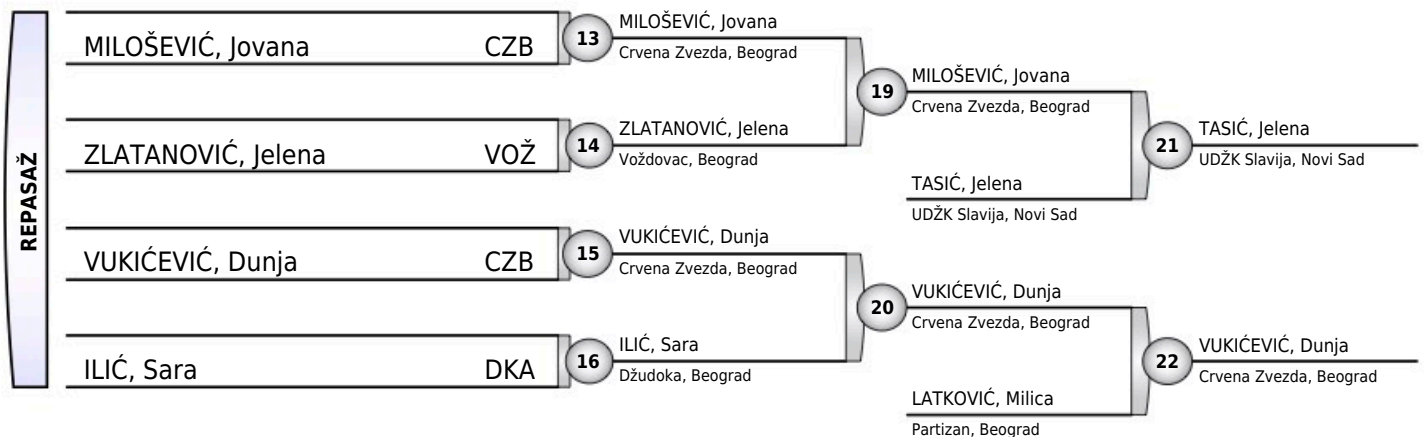 REPASAŽ
MILOŠEVIĆ, Jovana CZB
13
MILOŠEVIĆ, Jovana
Crvena Zvezda, Beograd
ZLATANOVIĆ, Jelena VOŽ
14
ZLATANOVIĆ, Jelena
Voždovac, Beograd
19
MILOŠEVIĆ, Jovana
Crvena Zvezda, Beograd
TASIĆ, Jelena
UDŽK Slavija, Novi Sad
21
TASIĆ, Jelena
UDŽK Slavija, Novi Sad
VUKIĆEVIĆ, Dunja CZB
15
VUKIĆEVIĆ, Dunja
Crvena Zvezda, Beograd
ILIĆ, Sara DKA
16
ILIĆ, Sara
Džudoka, Beograd
20
VUKIĆEVIĆ, Dunja
Crvena Zvezda, Beograd
LATKOVIĆ, Milica
Partizan, Beograd
22
VUKIĆEVIĆ, Dunja
Crvena Zvezda, Beograd